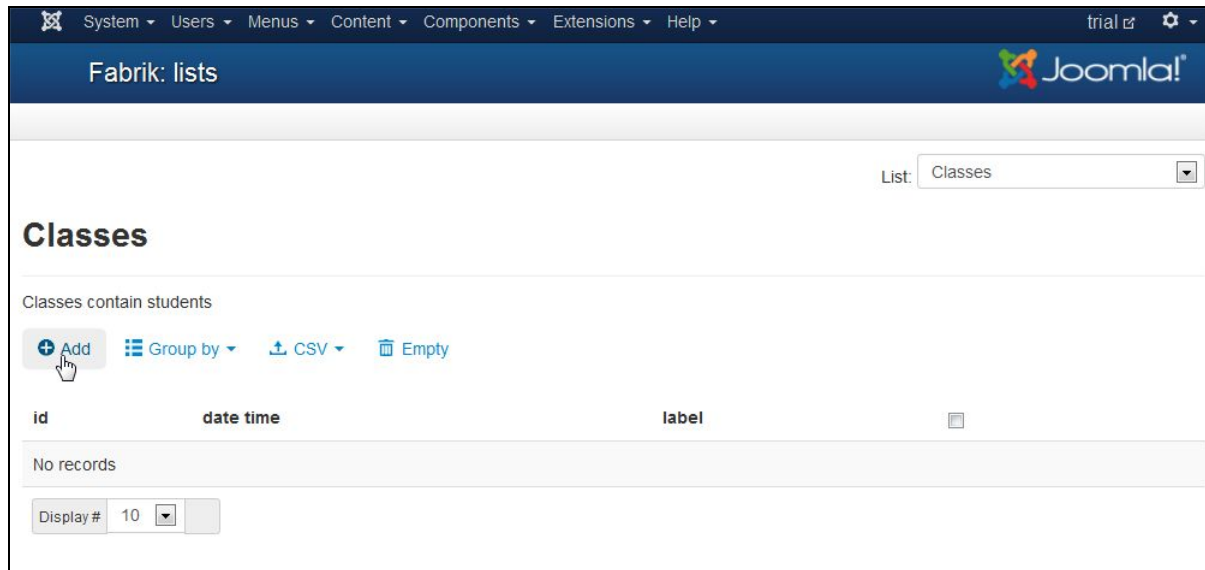 System Users Menus Content Components Extensions Help trial
Fabrik: lists Joomla!
List: Classes
Classes
Classes contain students
Add Group by CSV Empty
id date time label
No records
Display # 10